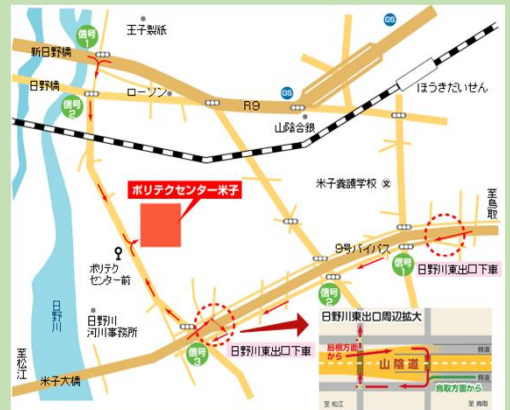 王子製紙
GS
信号
1
新日野橋
日野橋
ローソン
信号
2
R9
GS
山陰合銀
ほうきだいせん
米子養護学校 文
ポリテクセンター米子
至鳥取
9号バイパス
信号
1
日野川東出口下車
ポリテク
センター前
信号
2
日野川
日野川
河川事務所
信号
3
日野川東出口下車
至松江
米子大橋
日野川東出口周辺拡大
島根方面
から
山陰道
側道
側道
鳥取方面
から
至 松江
至 鳥取